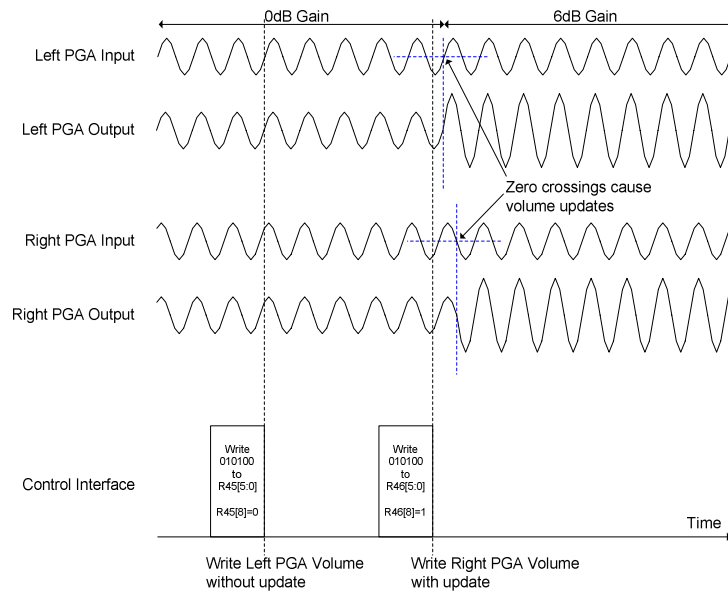 0dB Gain
6dB Gain
Left PGA Input
Left PGA Output
Zero crossings cause
volume updates
Right PGA Input
Right PGA Output
Write
010100
to
R45[5:0]
R45[8]=0
Write
010100
to
R46[5:0]
R46[8]=1
Control Interface
Time
Write Left PGA Volume
without update
Write Right PGA Volume
with update